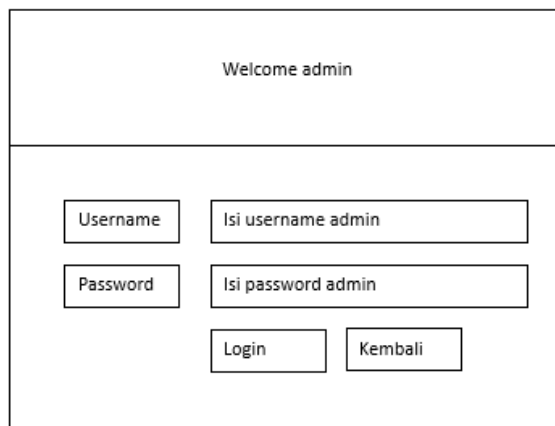 Welcome admin
Username Isi username admin
Password Isi password admin
Login Kembali